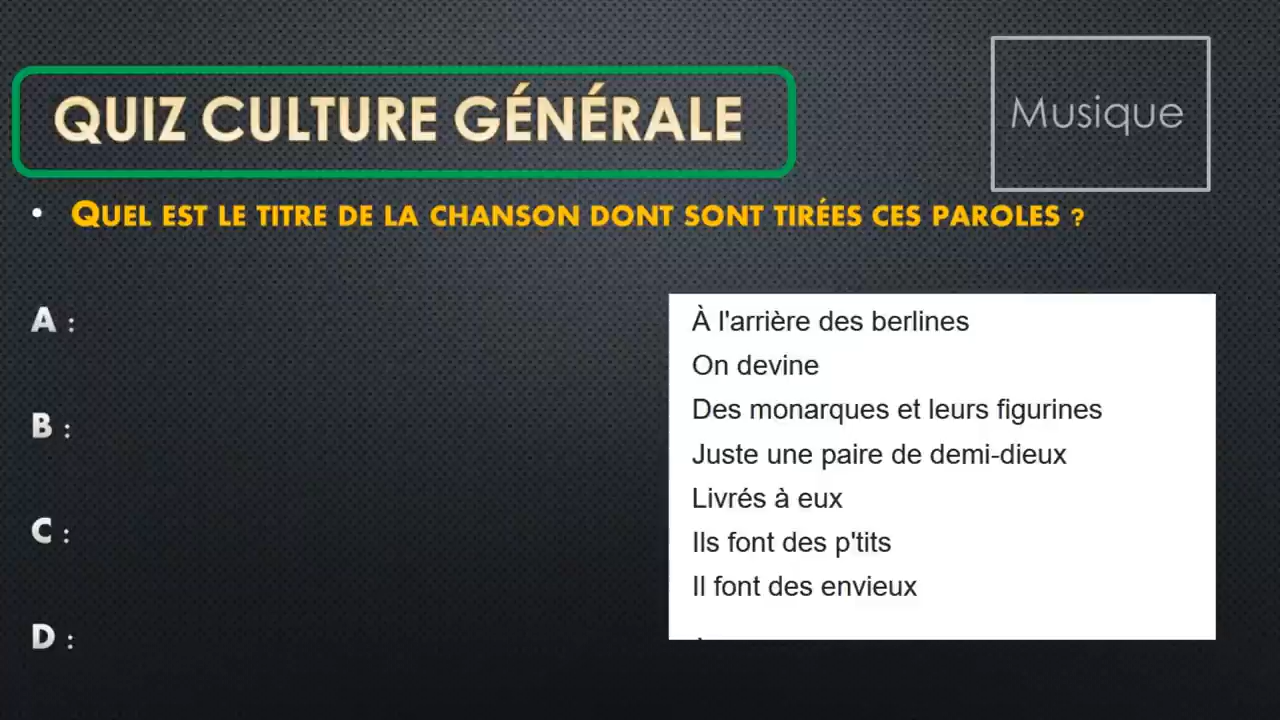 QUIZ CULTURE GÉNÉRALE
Musique
• QUEL EST LE TITRE DE LA CHANSON DONT SONT TIRÉES CES PAROLES ?
A :
B :
C :
D :
À l'arrière des berlines
On devine
Des monarques et leurs figurines
Juste une paire de demi-dieux
Livrés à eux
Ils font des p'tits
Il font des envieux